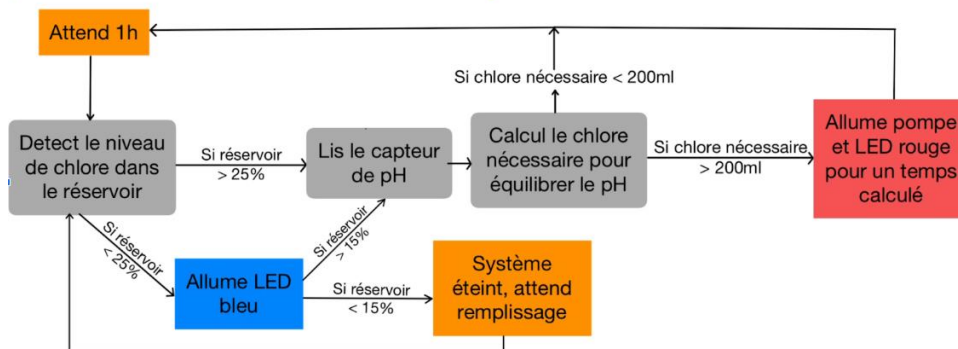 Attend 1h
Si chlore nécessaire < 200ml
Detect le niveau
de chlore dans
le réservoir
Si réservoir
> 25%
Lis le capteur
de pH
Calcul le chlore
nécessaire pour
équilibrer le pH
Si chlore nécessaire
> 200ml
Allume pompe
et LED rouge
pour un temps
calculé
Si réservoir
< 25%
Allume LED
bleu
Si réservoir
> 15%
Si réservoir
< 15%
Système
éteint, attend
remplissage